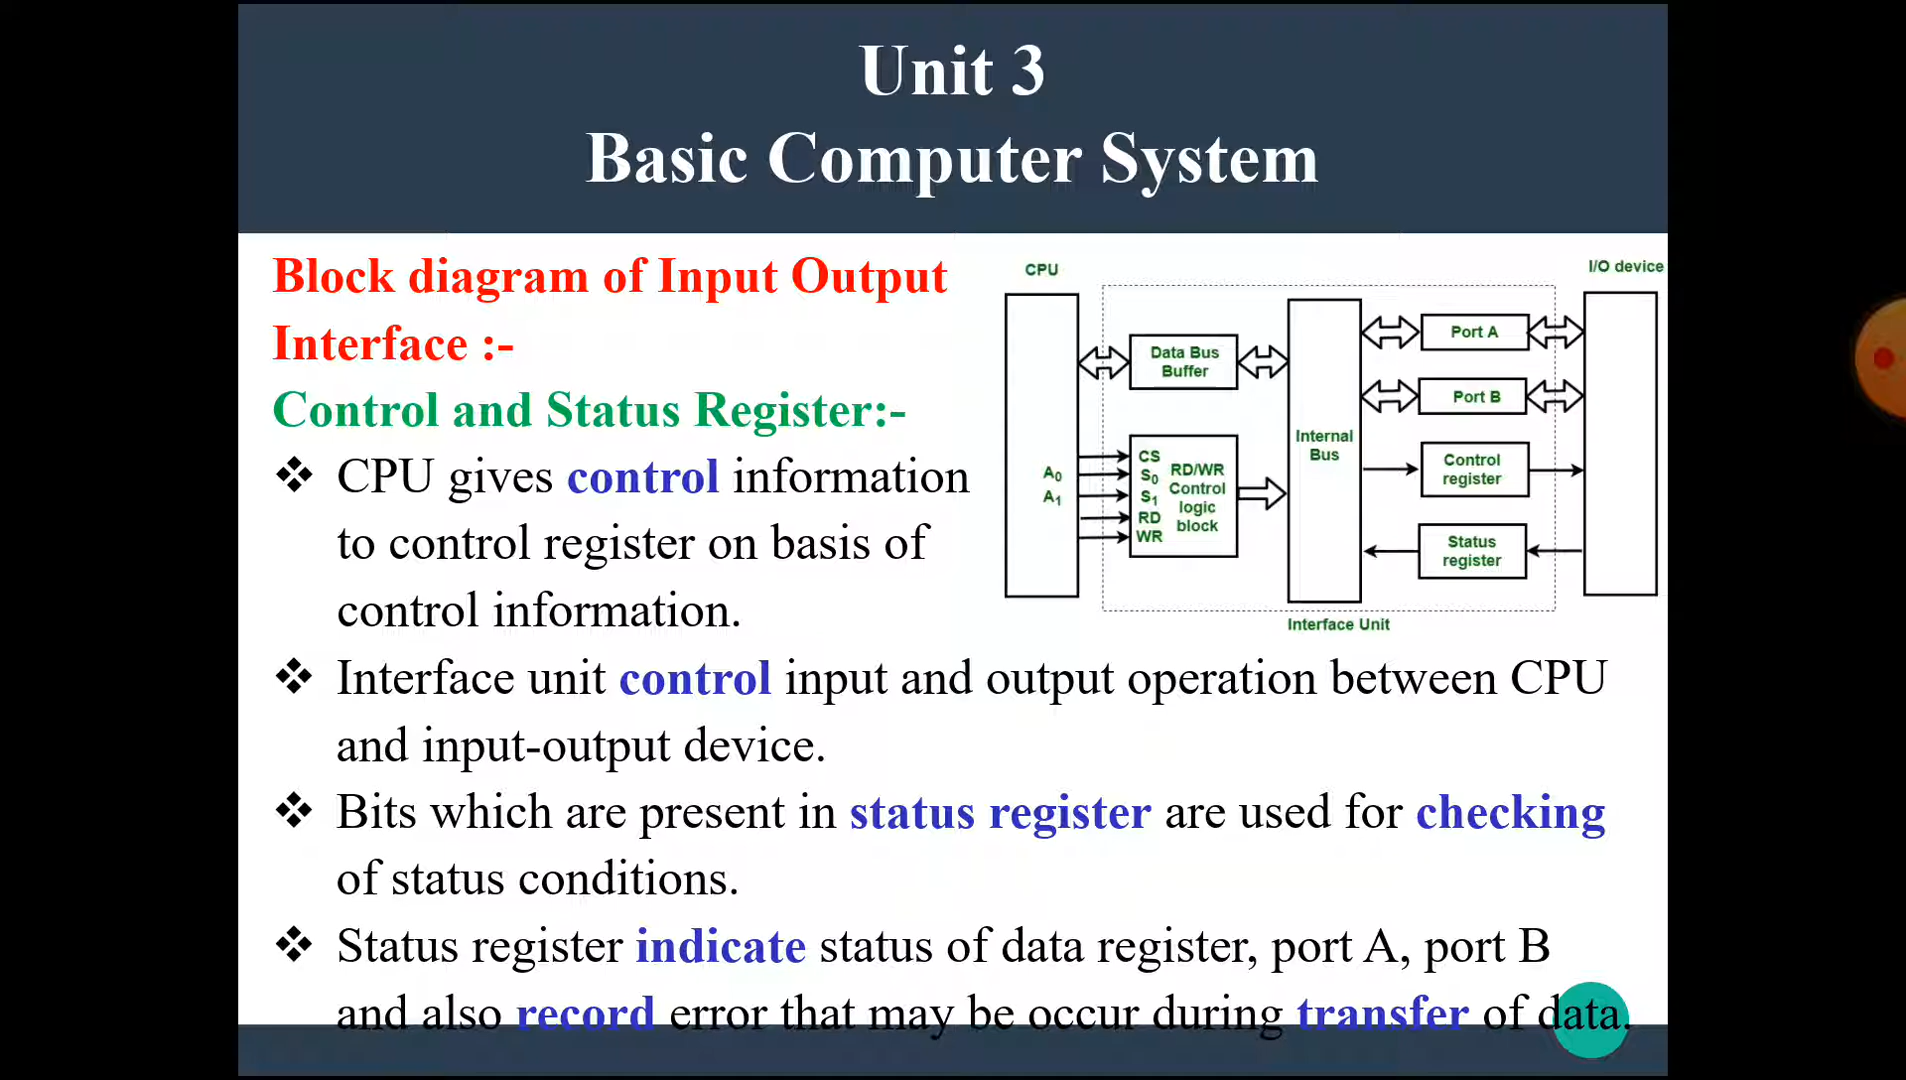 Unit 3
Basic Computer System
Block diagram of Input Output
Interface :-
Control and Status Register:-
❖ CPU gives control information
to control register on basis of
control information.
❖ Interface unit control input and output operation between CPU
and input-output device.
❖ Bits which are present in status register are used for checking
of status conditions.
❖ Status register indicate status of data register, port A, port B
and also record error that may be occur during transfer of data.
CPU
I/O device
Data Bus
Buffer
A0
A1
CS
S0
S1
RD
WR
RD/WR
Control
logic
block
Internal
Bus
Port A
Port B
Control
register
Status
register
Interface Unit